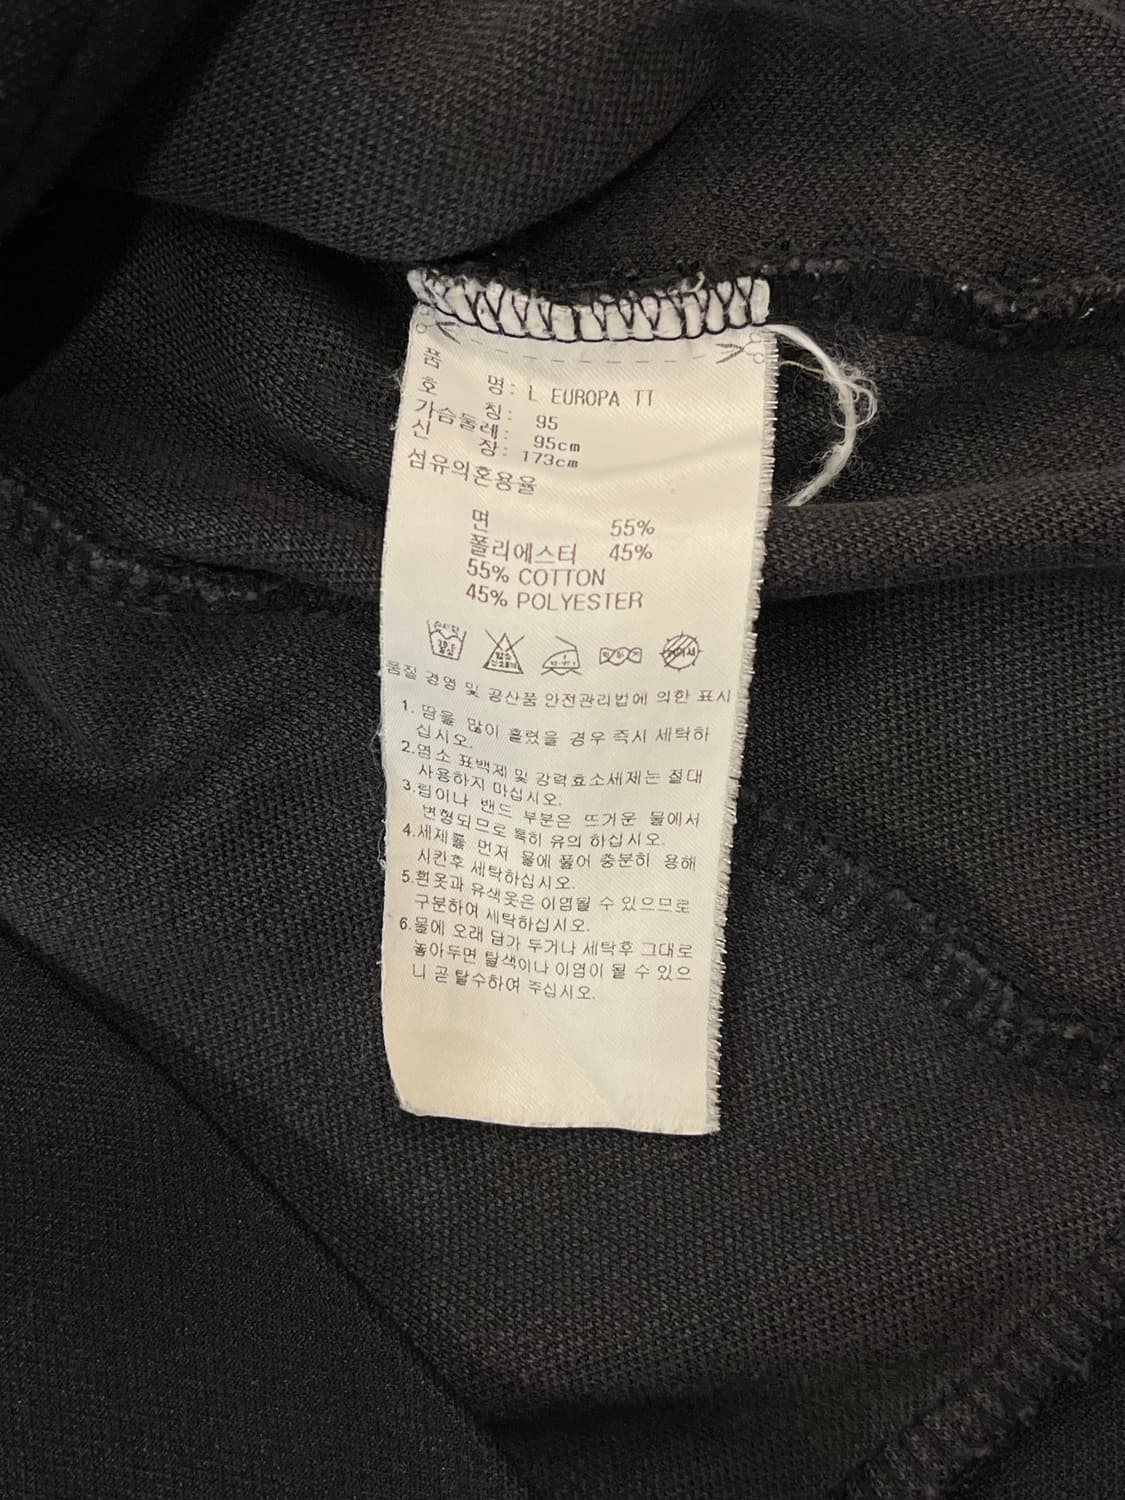 품 명: L EUROPA TT
호 칭: 95
가슴둘레: 95cm
신 장: 173cm
섬유의혼용율
면 55%
폴리에스터 45%
55% COTTON
45% POLYESTER
품질 경영 및 공산품 안전관리법에 의한 표시
1. 땀을 많이 흘렸을 경우 즉시 세탁하
십시오.
2.염소 표백제 및 강력효소세제는 절대
사용하지 마십시오.
3.립이나 밴드 부분은 뜨거운 물에서
변형되므로 특히 유의 하십시오.
4.세제를 먼저 물에 풀어 충분히 용해
시킨후 세탁하십시오.
5.흰옷과 유색옷은 이염될 수 있으므로
구분하여 세탁하십시오.
6.물에 오래 담가 두거나 세탁후 그대로
놓아두면 탈색이나 이염이 될 수 있으
니 곧 탈수하여 주십시오.